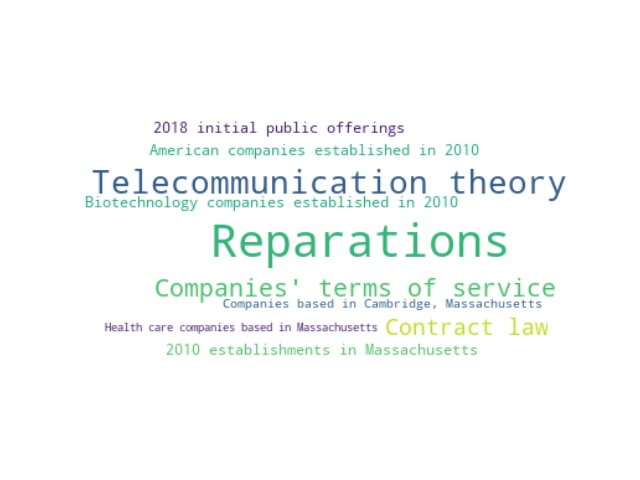 2018 initial public offerings
American companies established in 2010
Telecommunication theory
Biotechnology companies established in 2010
Reparations
Companies' terms of service
Companies based in Cambridge, Massachusetts
Health care companies based in Massachusetts
Contract law
2010 establishments in Massachusetts